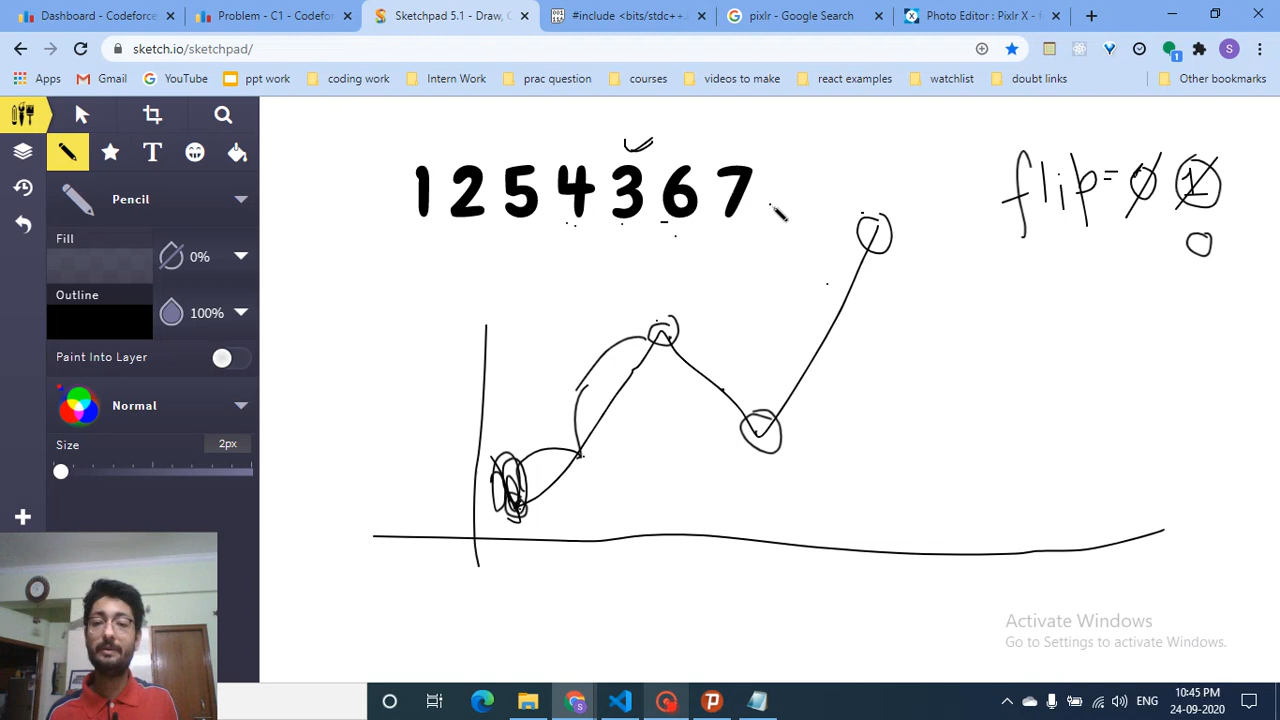 Dashboard - Codeforce
Problem - C1 - Codefor
Sketchpad 5.1 - Draw, C
#include <bits/stdc++.
pixlr - Google Search
Photo Editor : Pixlr X - f
sketch.io/sketchpad/
S
1
Apps
Gmail
YouTube
ppt work
coding work
Intern Work
prac question
courses
videos to make
react examples
watchlist
doubt links
Other bookmarks
Pencil
Fill
0%
Outline
100%
Paint Into Layer
Normal
Size
2px
1 2 5 4 3 6 7
flip= 0 1
0
Activate Windows
Go to Settings to activate Windows.
ENG
10:45 PM
24-09-2020